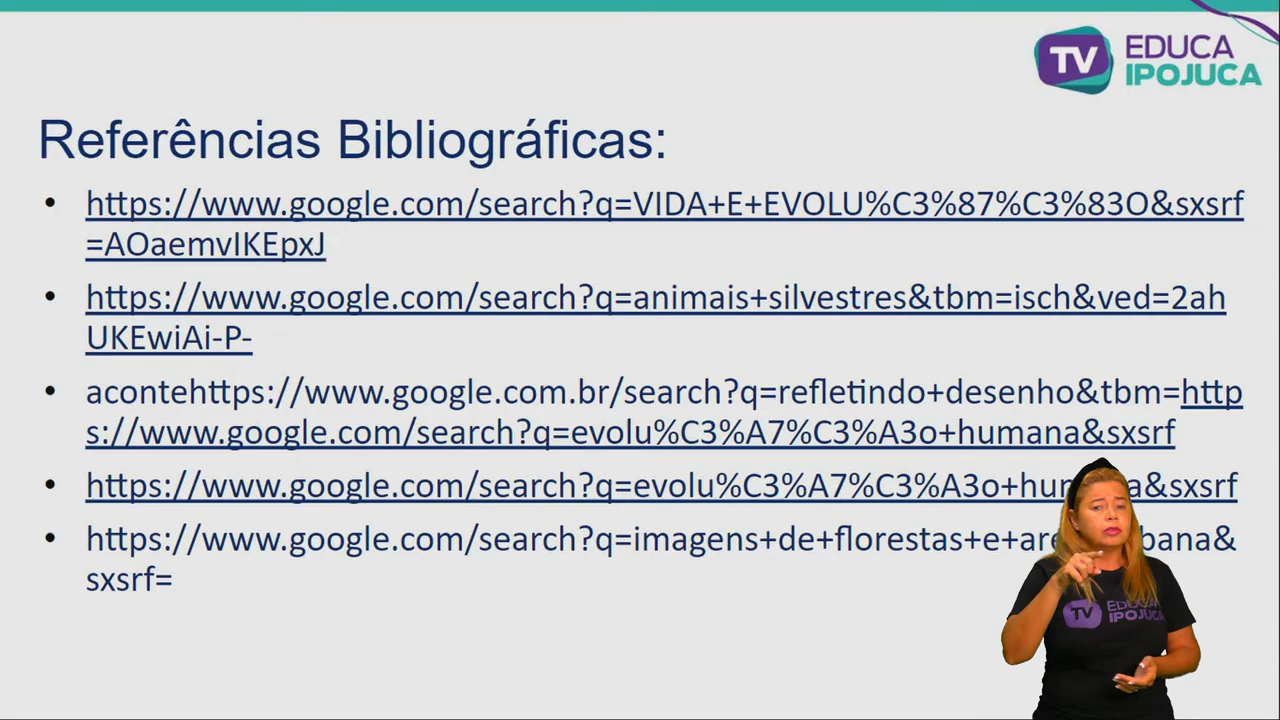 TV EDUCA
IPOJUCA
Referências Bibliográficas:
• https://www.google.com/search?q=VIDA+E+EVOLU%C3%87%C3%83O&sxsrf
=AOaemvIKEpxJ
• https://www.google.com/search?q=animais+silvestres&tbm=isch&ved=2ah
UKEwiAi-P-
• acontehttps://www.google.com.br/search?q=refletindo+desenho&tbm=http
s://www.google.com/search?q=evolu%C3%A7%C3%A3o+humana&sxsrf
• https://www.google.com/search?q=evolu%C3%A7%C3%A3o+hum a&sxsrf
• https://www.google.com/search?q=imagens+de+florestas+e+are bana&
sxsrf=
TV EDUCA
IPOJUCA